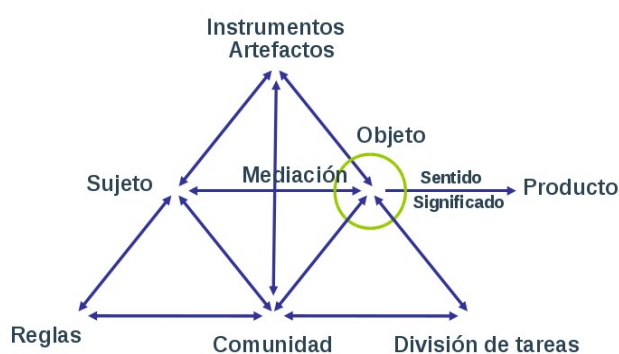 Instrumentos
Artefactos
Objeto
Mediación
Sentido
Sujeto
Producto
Significado
Reglas
Comunidad
División de tareas